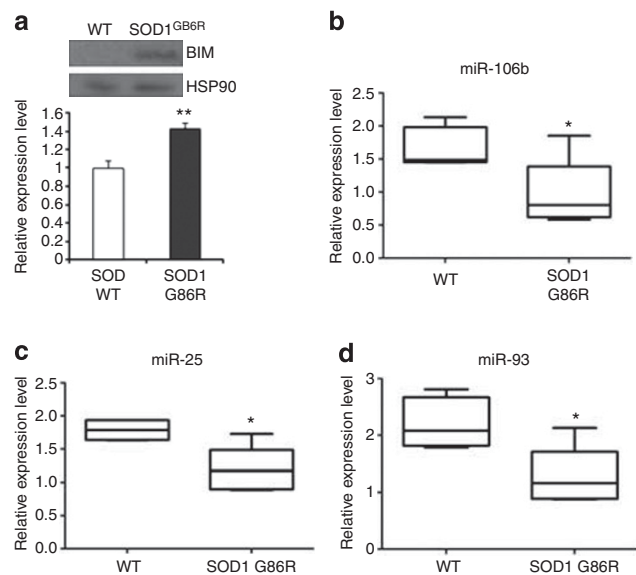 a
WT SOD1GB6R
BIM
HSP90
Relative expression level
1.6
1.4
1.2
1
0.8
0.6
0.4
0.2
0
**
SOD WT
SOD1 G86R
b
miR-106b
Relative expression level
2.5
2.0
1.5
1.0
0.5
0.0
*
WT
SOD1 G86R
c
miR-25
Relative expression level
2.5
2.0
1.5
1.0
0.5
0.0
*
WT
SOD1 G86R
d
miR-93
Relative expression level
3
2
1
0
*
WT
SOD1 G86R